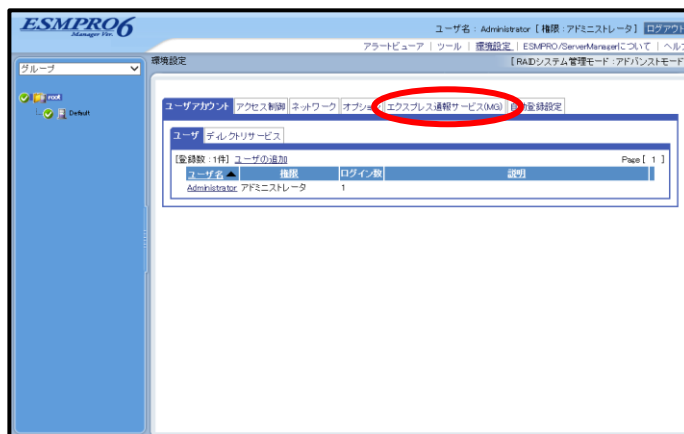 ESMPRO6
Manager Ver.
ユーザ名 : Administrator [ 権限 : アドミニストレータ ] ログアウト
アラートビューア | ツール | 環境設定 | ESMPRO/ServerManagerについて | ヘル
グループ
環境設定
[ RAIDシステム管理モード : アドバンストモード
root
Default
ユーザアカウント アクセス制御 ネットワーク オプション エクスプレス通報サービス(MG) 自動登録設定
ユーザ ディレクトリサービス
[登録数 : 1件] ユーザの追加 Page [ 1 ]
ユーザ名 権限 ログイン数 説明
Administrator アドミニストレータ 1